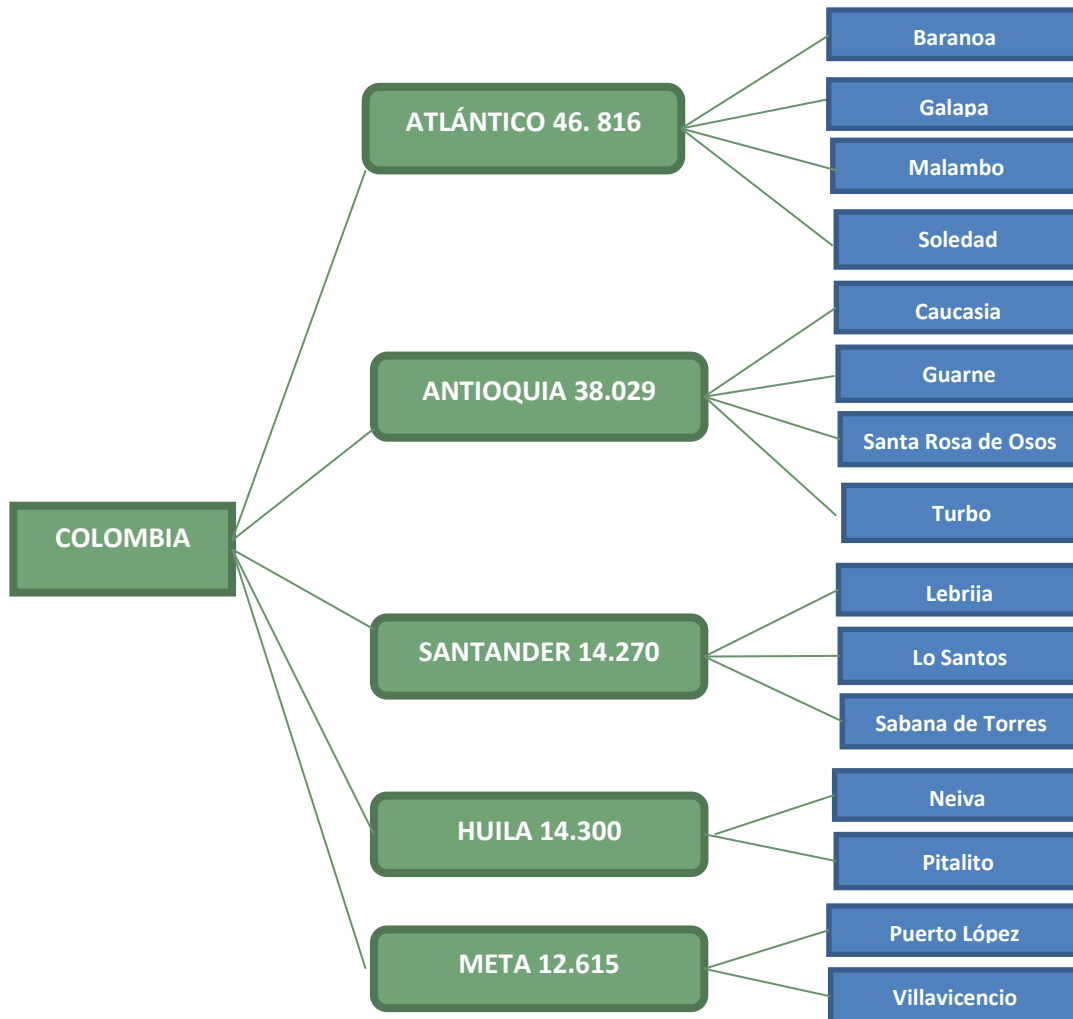 COLOMBIA
ATLÁNTICO 46. 816
Baranoa
Galapa
Malambo
Soledad
ANTIOQUIA 38.029
Caucasia
Guarne
Santa Rosa de Osos
Turbo
SANTANDER 14.270
Lebrija
Lo Santos
Sabana de Torres
HUILA 14.300
Neiva
Pitalito
META 12.615
Puerto López
Villavicencio